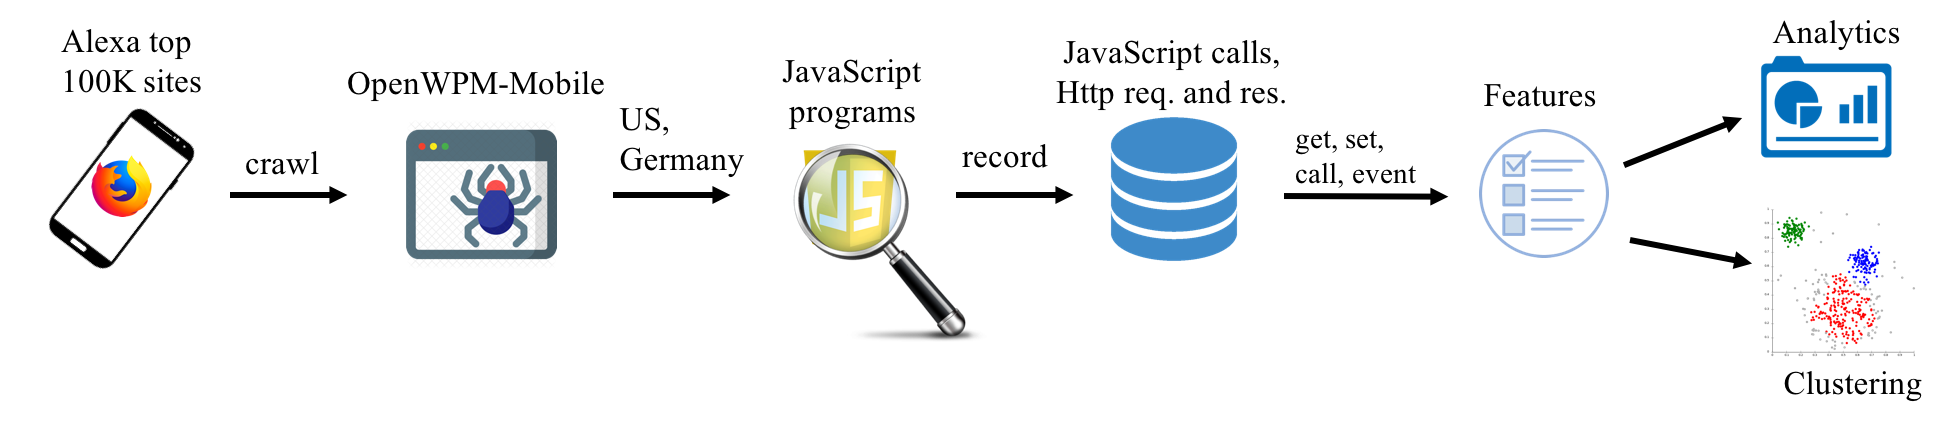 Alexa top
100K sites
crawl
OpenWPM-Mobile
US,
Germany
JavaScript
programs
JS
record
JavaScript calls,
Http req. and res.
get, set,
call, event
Features
Analytics
Clustering